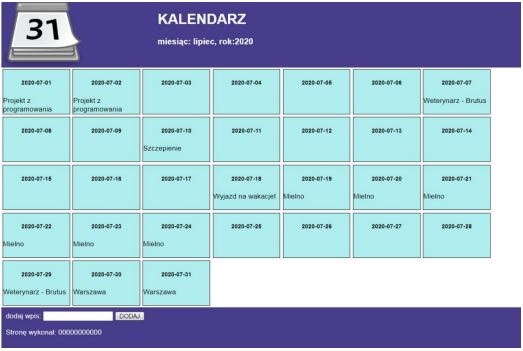 31
KALENDARZ
miesiąc: lipiec, rok:2020
2020-07-01
Projekt z
programowania
2020-07-02
Projekt z
programowania
2020-07-03
2020-07-04
2020-07-05
2020-07-06
2020-07-07
Weterynarz - Brutus
2020-07-08
2020-07-09
2020-07-10
Szczepienie
2020-07-11
2020-07-12
2020-07-13
2020-07-14
2020-07-15
2020-07-16
2020-07-17
2020-07-18
Wyjazd na wakacje!
2020-07-19
Mielno
2020-07-20
Mielno
2020-07-21
Mielno
2020-07-22
Mielno
2020-07-23
Mielno
2020-07-24
Mielno
2020-07-25
2020-07-26
2020-07-27
2020-07-28
2020-07-29
Weterynarz - Brutus
2020-07-30
Warszawa
2020-07-31
Warszawa
dodaj wpis: DODAJ
Stronę wykonał: 00000000000